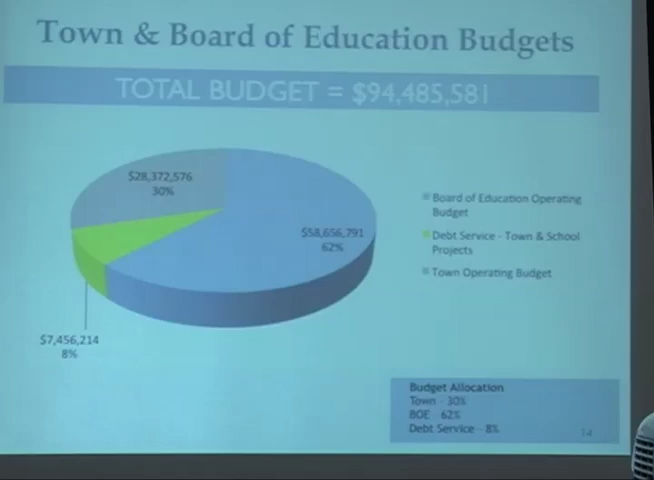 Town & Board of Education Budgets
TOTAL BUDGET = $94,485,581
$28,372,576
30%
$58,656,791
62%
Board of Education Operating
Budget
Debt Service - Town & School
Projects
Town Operating Budget
$7,456,214
8%
Budget Allocation
Town - 30%
BOE 62%
Debt Service - 8%
14